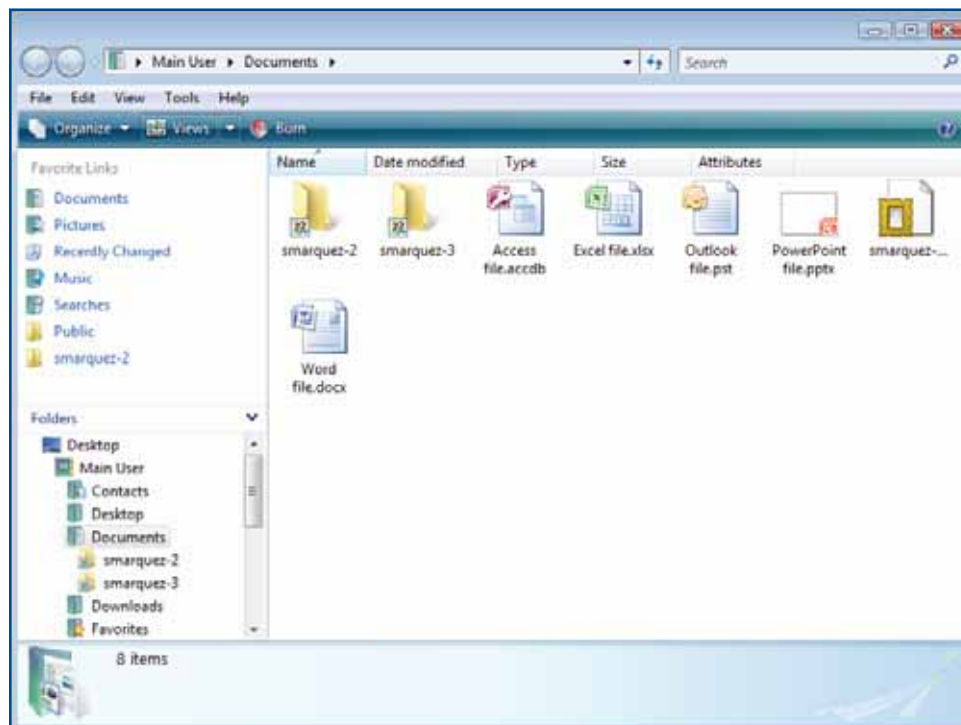 Main User Documents
Search
File Edit View Tools Help
Organize Views Burn
Favorite Links
Documents
Pictures
Recently Changed
Music
Searches
Public
smarquez-2
Folders
Desktop
Main User
Contacts
Desktop
Documents
smarquez-2
smarquez-3
Downloads
Favorites
Name Date modified Type Size Attributes
smarquez-2 smarquez-3 Access Excel file.xlsx Outlook PowerPoint smarquez-...
file.accdb file.pst file.pptx
Word
file.docx
8 items